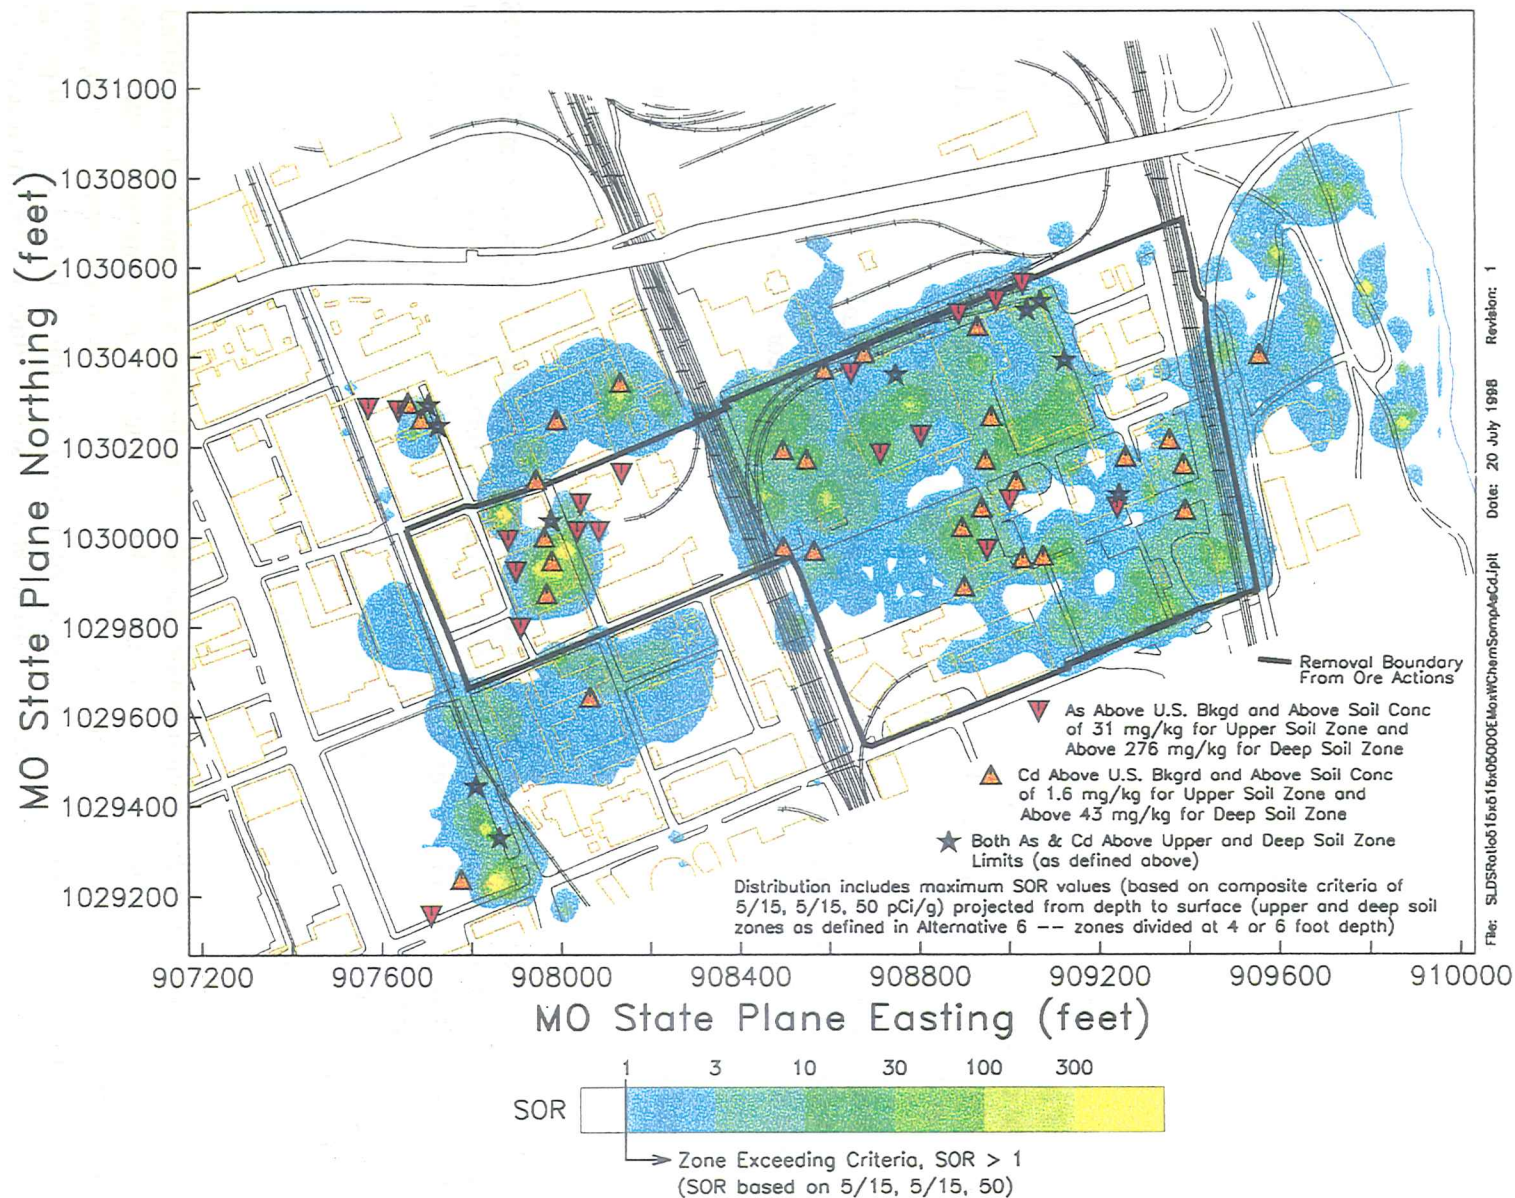 MO State Plane Northing (feet)
1031000
1030800
1030600
1030400
1030200
1030000
1029800
1029600
1029400
1029200
907200
907600
908000
908400
908800
909200
909600
910000
MO State Plane Easting (feet)
Removal Boundary
From Ore Actions
As Above U.S. Bkgd and Above Soil Conc
of 31 mg/kg for Upper Soil Zone and
Above 276 mg/kg for Deep Soil Zone
Cd Above U.S. Bkgrd and Above Soil Conc
of 1.6 mg/kg for Upper Soil Zone and
Above 43 mg/kg for Deep Soil Zone
Both As & Cd Above Upper and Deep Soil Zone
Limits (as defined above)
Distribution includes maximum SOR values (based on composite criteria of
5/15, 5/15, 50 pCi/g) projected from depth to surface (upper and deep soil
zones as defined in Alternative 6 -- zones divided at 4 or 6 foot depth)
File: Date: 20 July 1998 Revision: 1
SOR
1 3 10 30 100 300
Zone Exceeding Criteria, SOR > 1
(SOR based on 5/15, 5/15, 50)